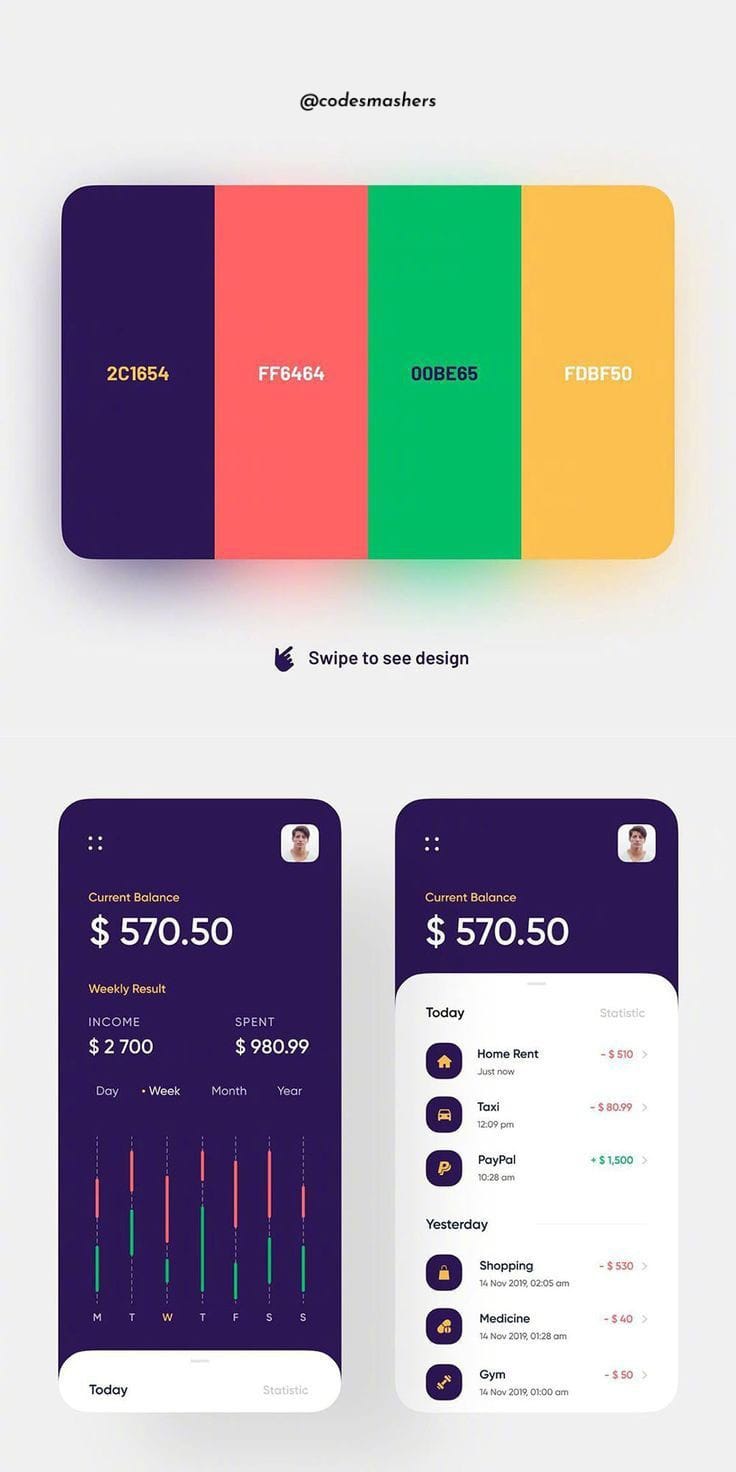 @codesmashers
2C1654 FF6464 00BE65 FDBF50
Swipe to see design
Current Balance
$ 570.50
Weekly Result
INCOME SPENT
$ 2 700 $ 980.99
Day • Week Month Year
M T W T F S S
Today Statistic
Current Balance
$ 570.50
Today Statistic
Home Rent - $ 510 >
Just now
Taxi - $ 80.99 >
12:09 pm
PayPal + $ 1,500 >
10:28 am
Yesterday
Shopping - $ 530 >
14 Nov 2019, 02:05 am
Medicine - $ 40 >
14 Nov 2019, 01:28 am
Gym - $ 50 >
14 Nov 2019, 01:00 am